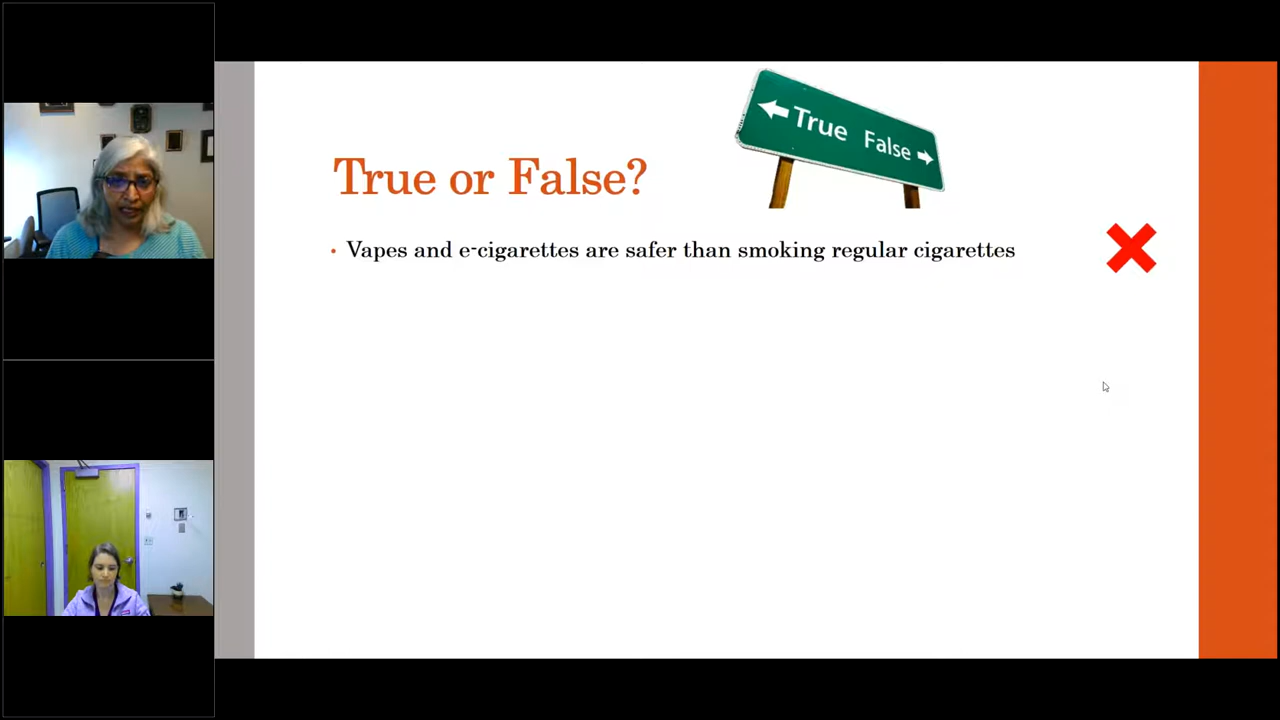 True False
True or False?
• Vapes and e-cigarettes are safer than smoking regular cigarettes